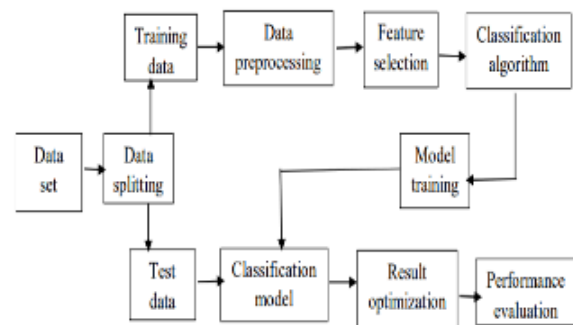 Training
data
Data
preprocessing
Feature
selection
Classification
algorithm
Data
set
Data
splitting
Model
training
Test
data
Classification
model
Result
optimization
Performance
evaluation